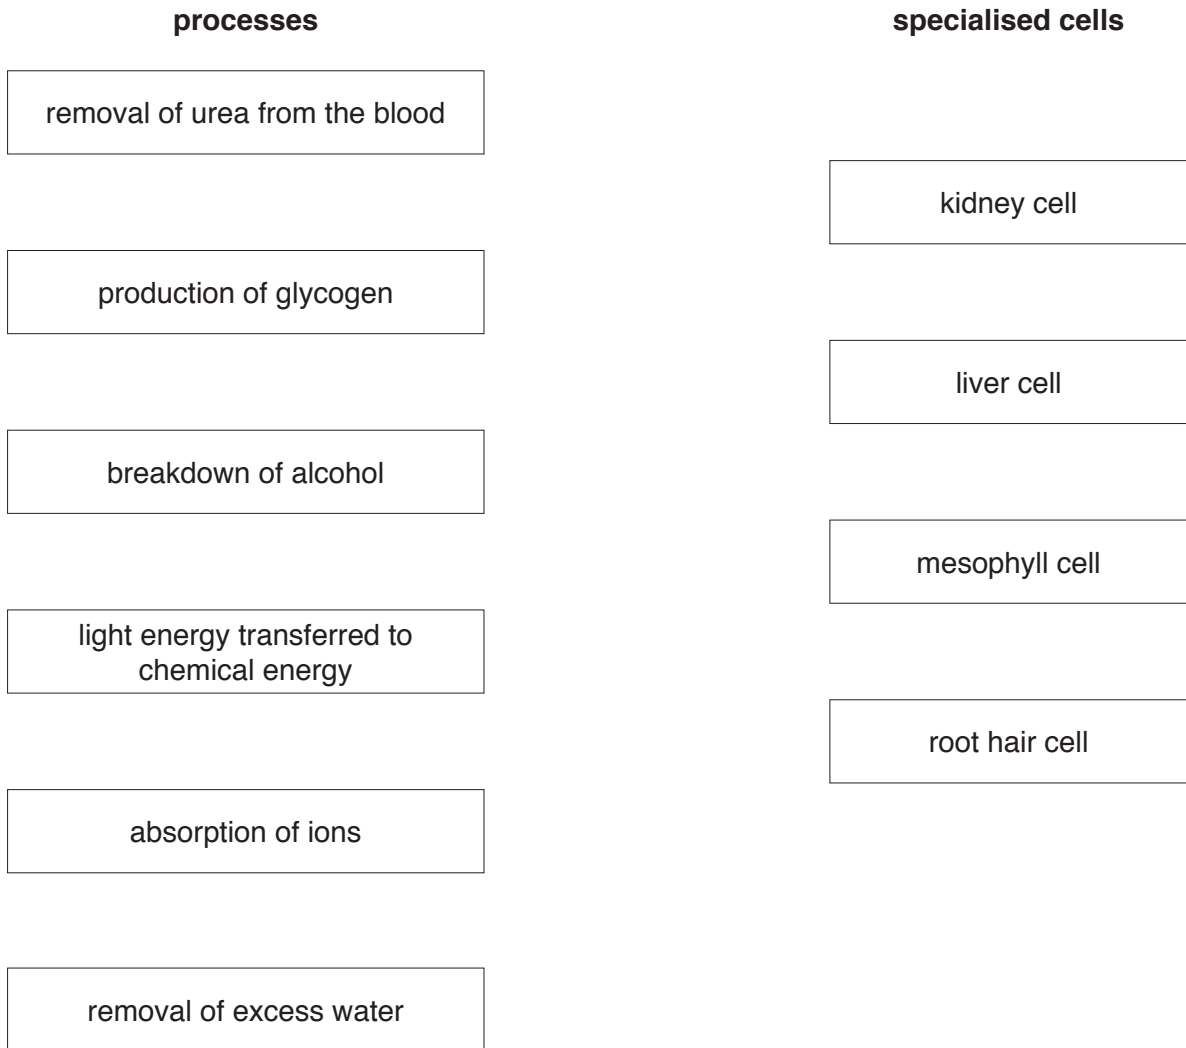 processes
removal of urea from the blood
production of glycogen
breakdown of alcohol
light energy transferred to
chemical energy
absorption of ions
removal of excess water
specialised cells
kidney cell
liver cell
mesophyll cell
root hair cell